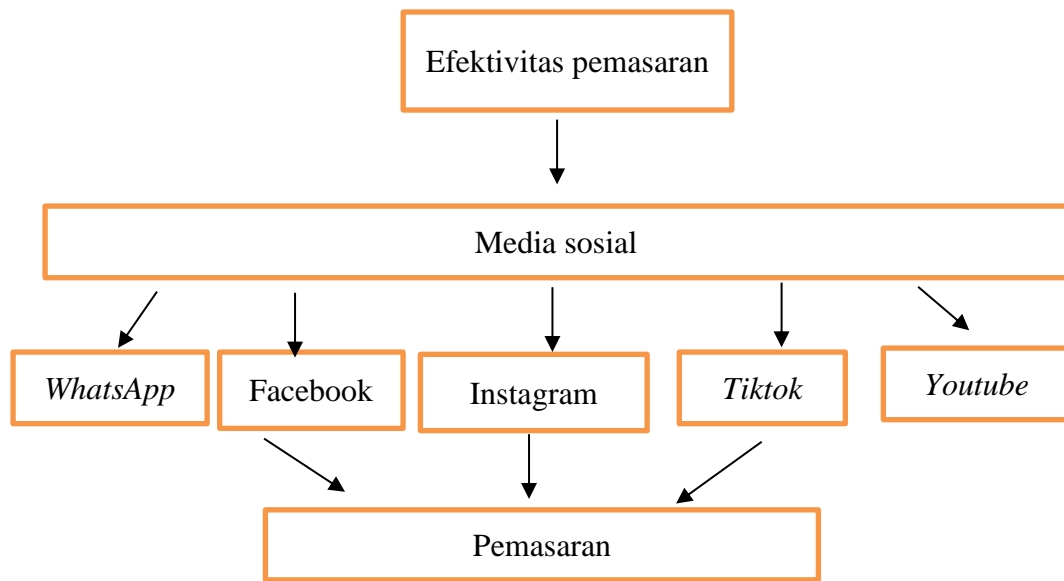 Efektivitas pemasaran
Media sosial
WhatsApp
Facebook
Instagram
Tiktok
Youtube
Pemasaran